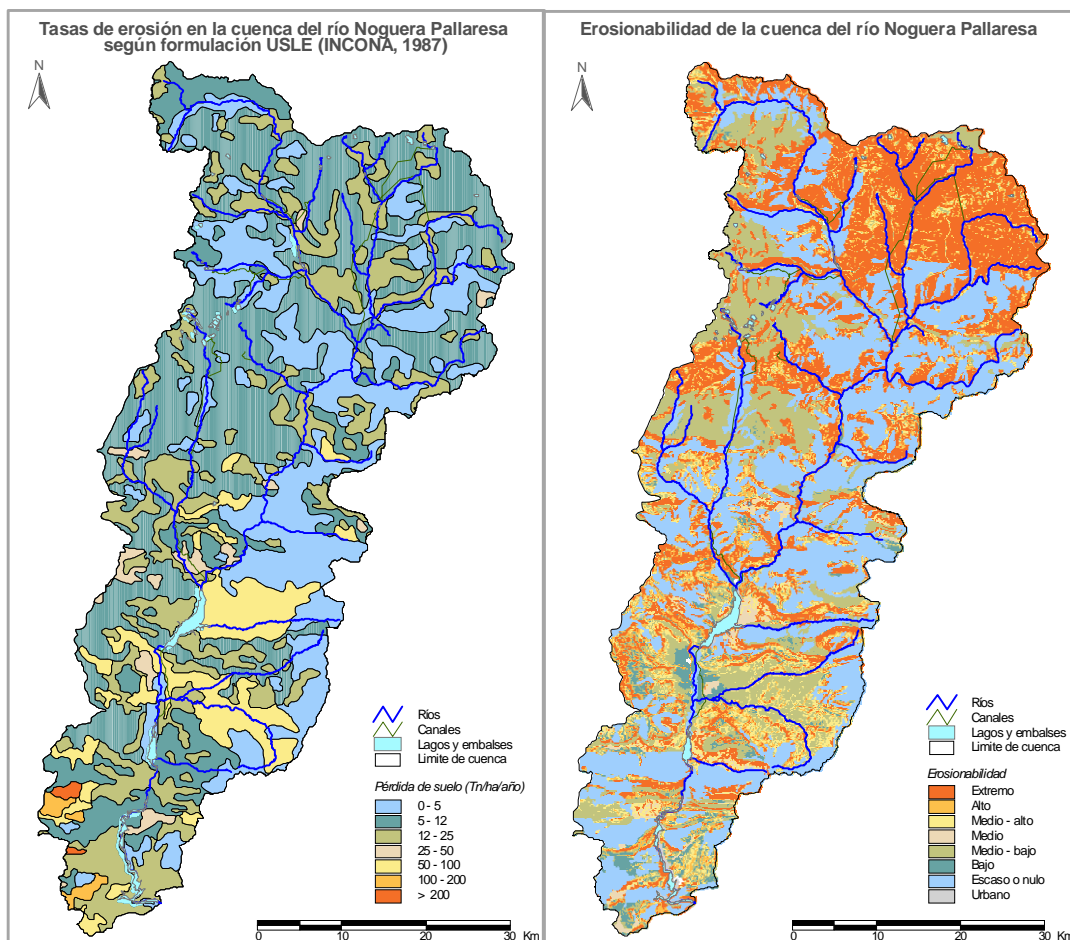 Tasas de erosión en la cuenca del río Noguera Pallaresa
según formulación USLE (INCONA, 1987)
N
Ríos
Canales
Lagos y embalses
Limite de cuenca
Pérdida de suelo (Tn/ha/año)
0 - 5
5 - 12
12 - 25
25 - 50
50 - 100
100 - 200
> 200
0 10 20 30 Km
Erosionabilidad de la cuenca del río Noguera Pallaresa
N
Ríos
Canales
Lagos y embalses
Limite de cuenca
Erosionabilidad
Extremo
Alto
Medio - alto
Medio
Medio - bajo
Bajo
Escaso o nulo
Urbano
0 10 20 30 Km